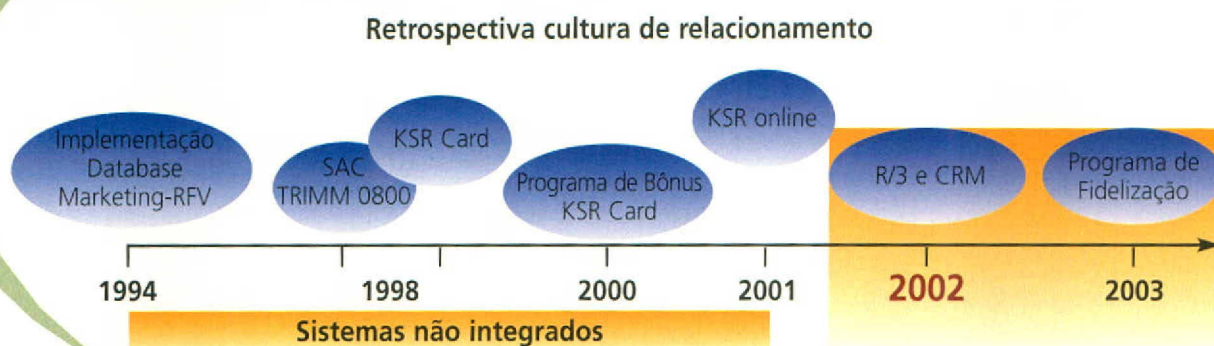 Retrospectiva cultura de relacionamento
Implementação
Database
Marketing-RFV
SAC
TRIMM 0800
KSR Card
Programa de Bônus
KSR Card
KSR online
R/3 e CRM
Programa de
Fidelização
1994
1998
2000
2001
2002
2003
Sistemas não integrados